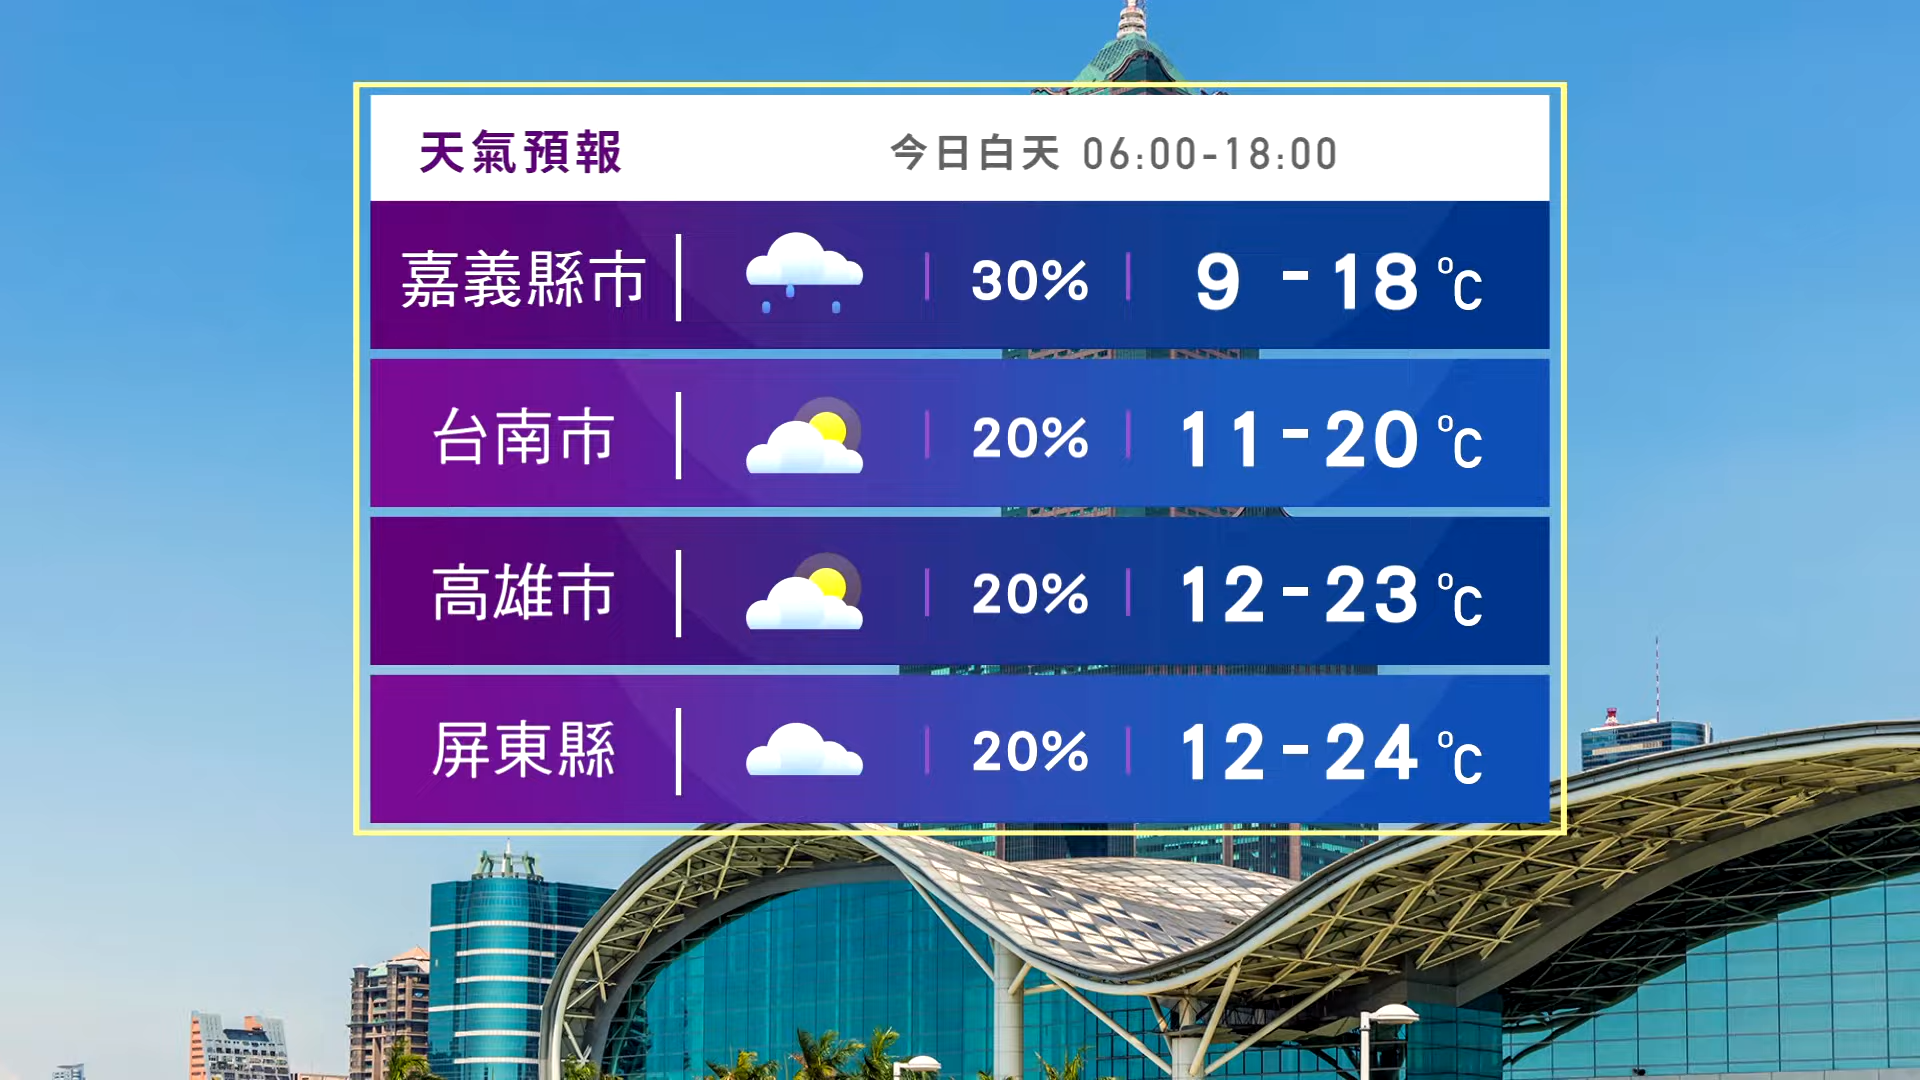 天氣預報 今日白天 06:00-18:00
嘉義縣市 30% 9 - 18 °C
台南市 20% 11 - 20 °C
高雄市 20% 12 - 23 °C
屏東縣 20% 12 - 24 °C